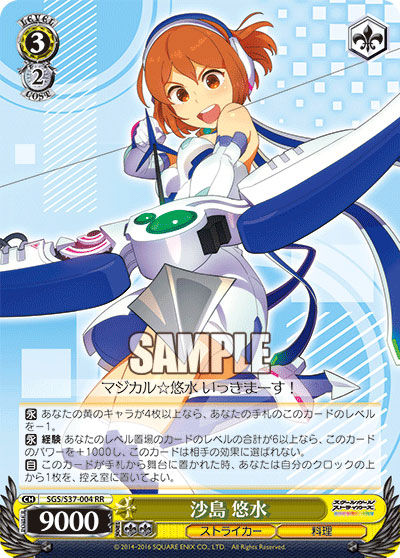 LEVEL
3
2
COST
SAMPLE
マジカル☆悠水 いっきまーす！
永 あなたの黄のキャラが4枚以上なら、あなたの手札のこのカードのレベル
を－1。
永 経験 あなたのレベル置場のカードのレベルの合計が6以上なら、このカード
のパワーを＋1000し、このカードは相手の効果に選ばれない。
自 このカードが手札から舞台に置かれた時、あなたは自分のクロックの上
から1枚を、控え室に置いてよい。
CH SGS/S37-004 RR
沙島 悠水
スクールガール
ストライカーズ
POWER
9000
ストライカー
料理
© 2014-2016 SQUARE ENIX CO., LTD. All Rights Reserved.